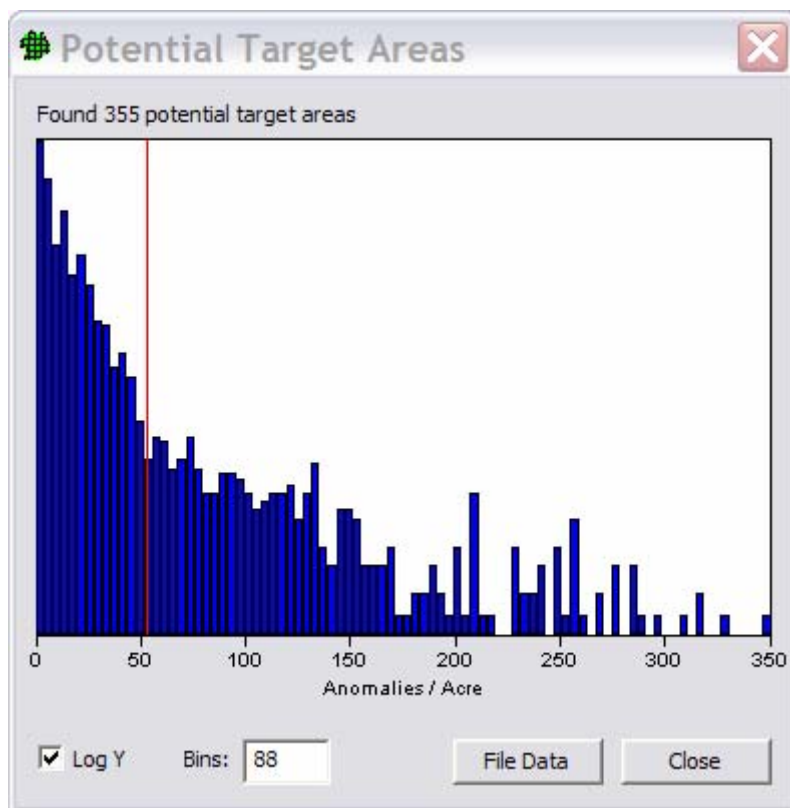 Potential Target Areas
Found 355 potential target areas
0 50 100 150 200 250 300 350
Anomalies / Acre
Log Y Bins: 88 File Data Close